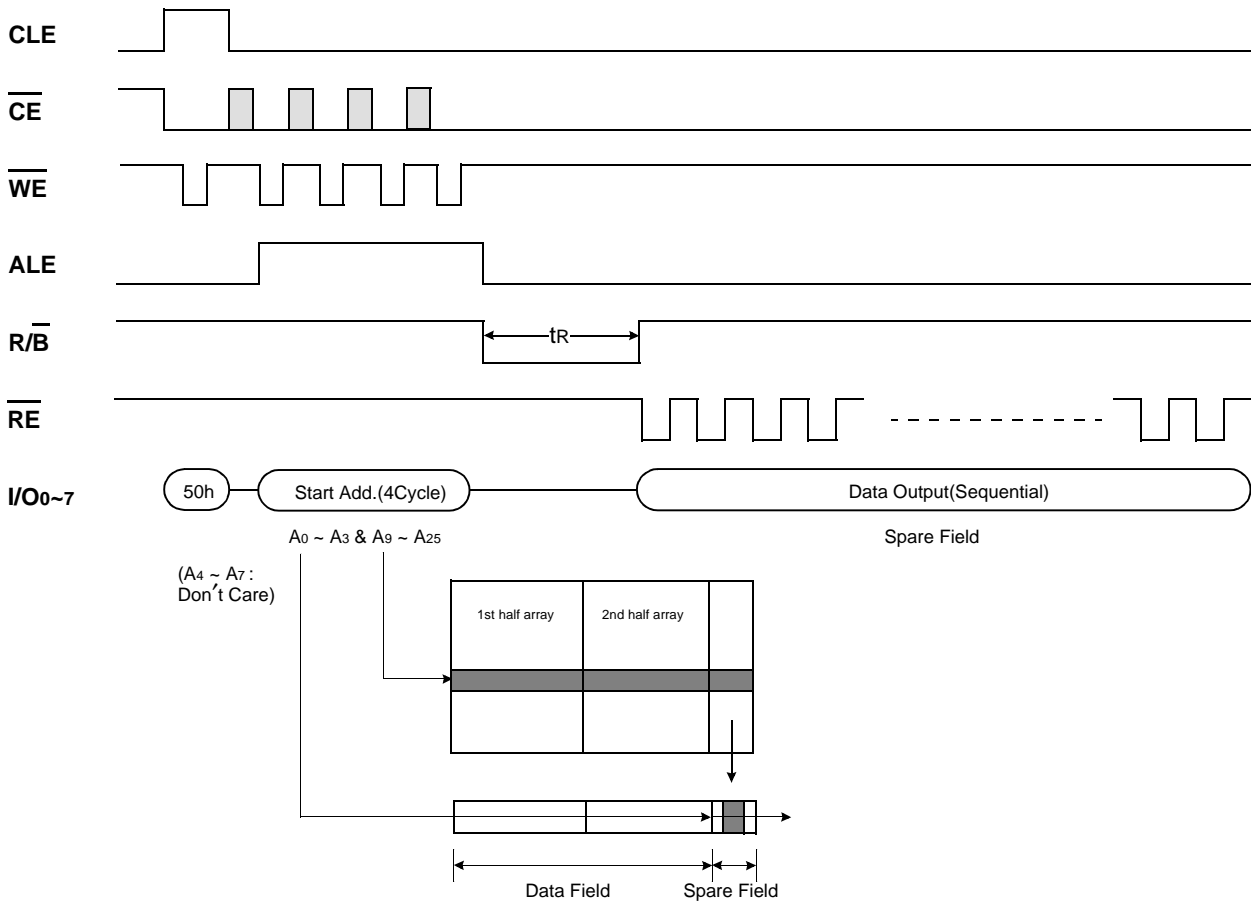 CLE
CE
WE
ALE
R/B
tR
RE
I/O0~7
50h
Start Add.(4Cycle)
Data Output(Sequential)
A0 ~ A3 & A9 ~ A25
Spare Field
(A4 ~ A7 :
Don't Care)
1st half array
2nd half array
Data Field
Spare Field